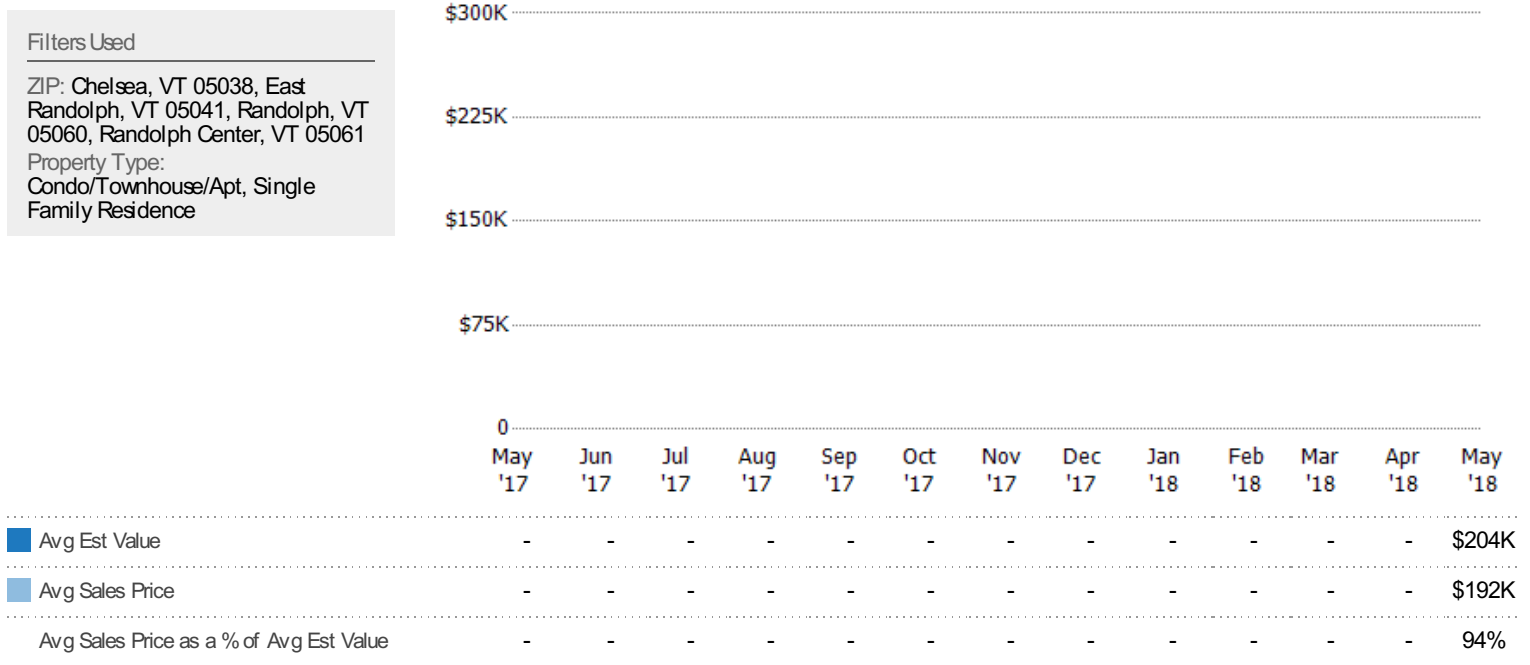 Filters Used
ZIP: Chelsea, VT 05038, East
Randolph, VT 05041, Randolph, VT
05060, Randolph Center, VT 05061
Property Type:
Condo/Townhouse/Apt, Single
Family Residence
$300K
$225K
$150K
$75K
0
May Jun Jul Aug Sep Oct Nov Dec Jan Feb Mar Apr May
'17 '17 '17 '17 '17 '17 '17 '17 '18 '18 '18 '18 '18
Avg Est Value - - - - - - - - - - - - $204K
Avg Sales Price - - - - - - - - - - - - $192K
Avg Sales Price as a % of Avg Est Value - - - - - - - - - - - - 94%